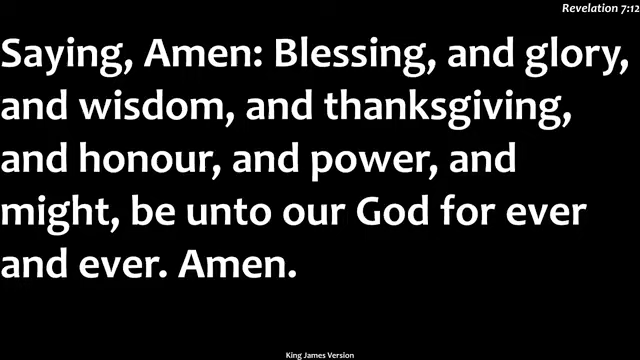 Revelation 7:12
Saying, Amen: Blessing, and glory,
and wisdom, and thanksgiving,
and honour, and power, and
might, be unto our God for ever
and ever. Amen.
King James Version